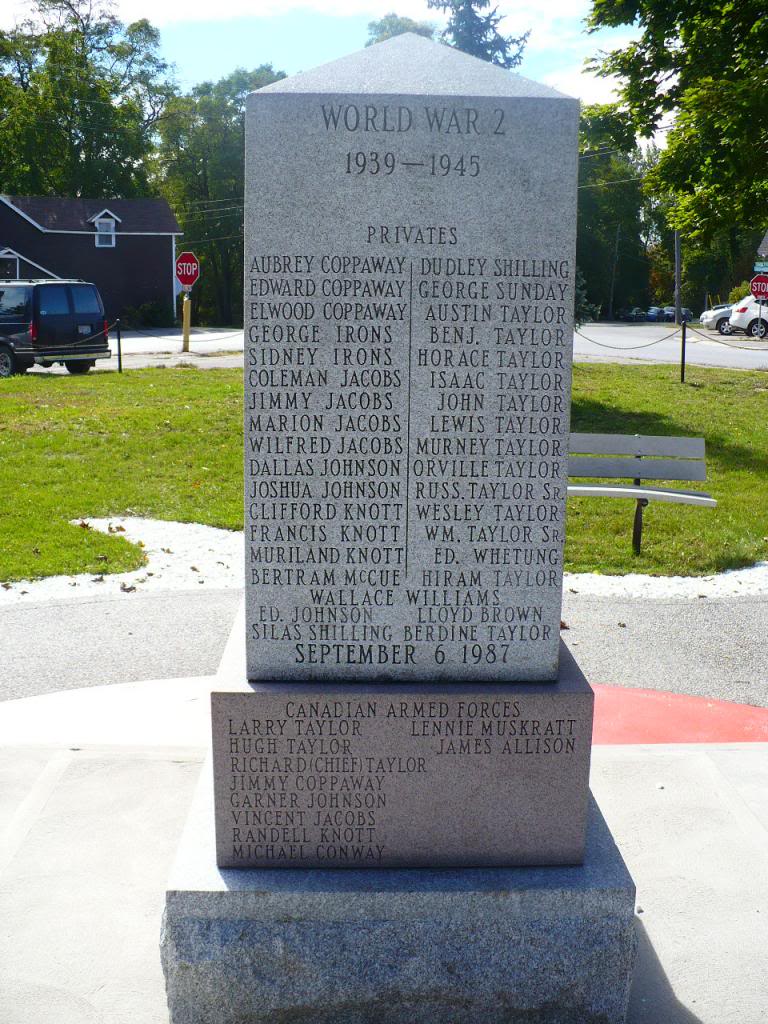 WORLD WAR 2
1939—1945
PRIVATES
AUBREY COPPAWAY DUDLEY SHILLING
EDWARD COPPAWAY GEORGE SUNDAY
ELWOOD COPPAWAY AUSTIN TAYLOR
GEORGE IRONS BENJ. TAYLOR
SIDNEY IRONS HORACE TAYLOR
COLEMAN JACOBS ISAAC TAYLOR
JIMMY JACOBS JOHN TAYLOR
MARION JACOBS LEWIS TAYLOR
WILFRED JACOBS MURNEY TAYLOR
DALLAS JOHNSON ORVILLE TAYLOR
JOSHUA JOHNSON RUSS. TAYLOR Sr
CLIFFORD KNOTT WESLEY TAYLOR
FRANCIS KNOTT WM. TAYLOR Sr
MURILAND KNOTT ED. WHETUNG
BERTRAM McCUE HIRAM TAYLOR
WALLACE WILLIAMS
ED. JOHNSON LLOYD BROWN
SILAS SHILLING BERDINE TAYLOR
SEPTEMBER 6 1987
CANADIAN ARMED FORCES
LARRY TAYLOR LENNIE MUSKRATT
HUGH TAYLOR JAMES ALLISON
RICHARD (CHIEF) TAYLOR
JIMMY COPPAWAY
GARNER JOHNSON
VINCENT JACOBS
RANDELL KNOTT
MICHAEL CONWAY
STOP
STOP